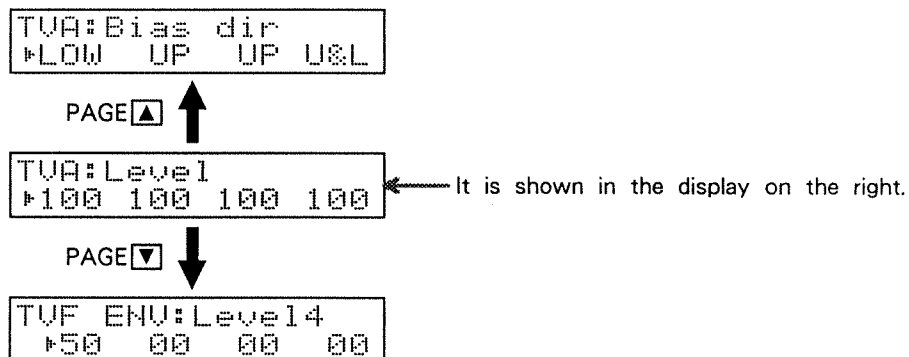 TVA:Bias dir
▸LOW UP UP U&L
PAGE▲
TVA:Level
▸100 100 100 100
It is shown in the display on the right.
PAGE▼
TVF ENV:Level4
▸50 00 00 00